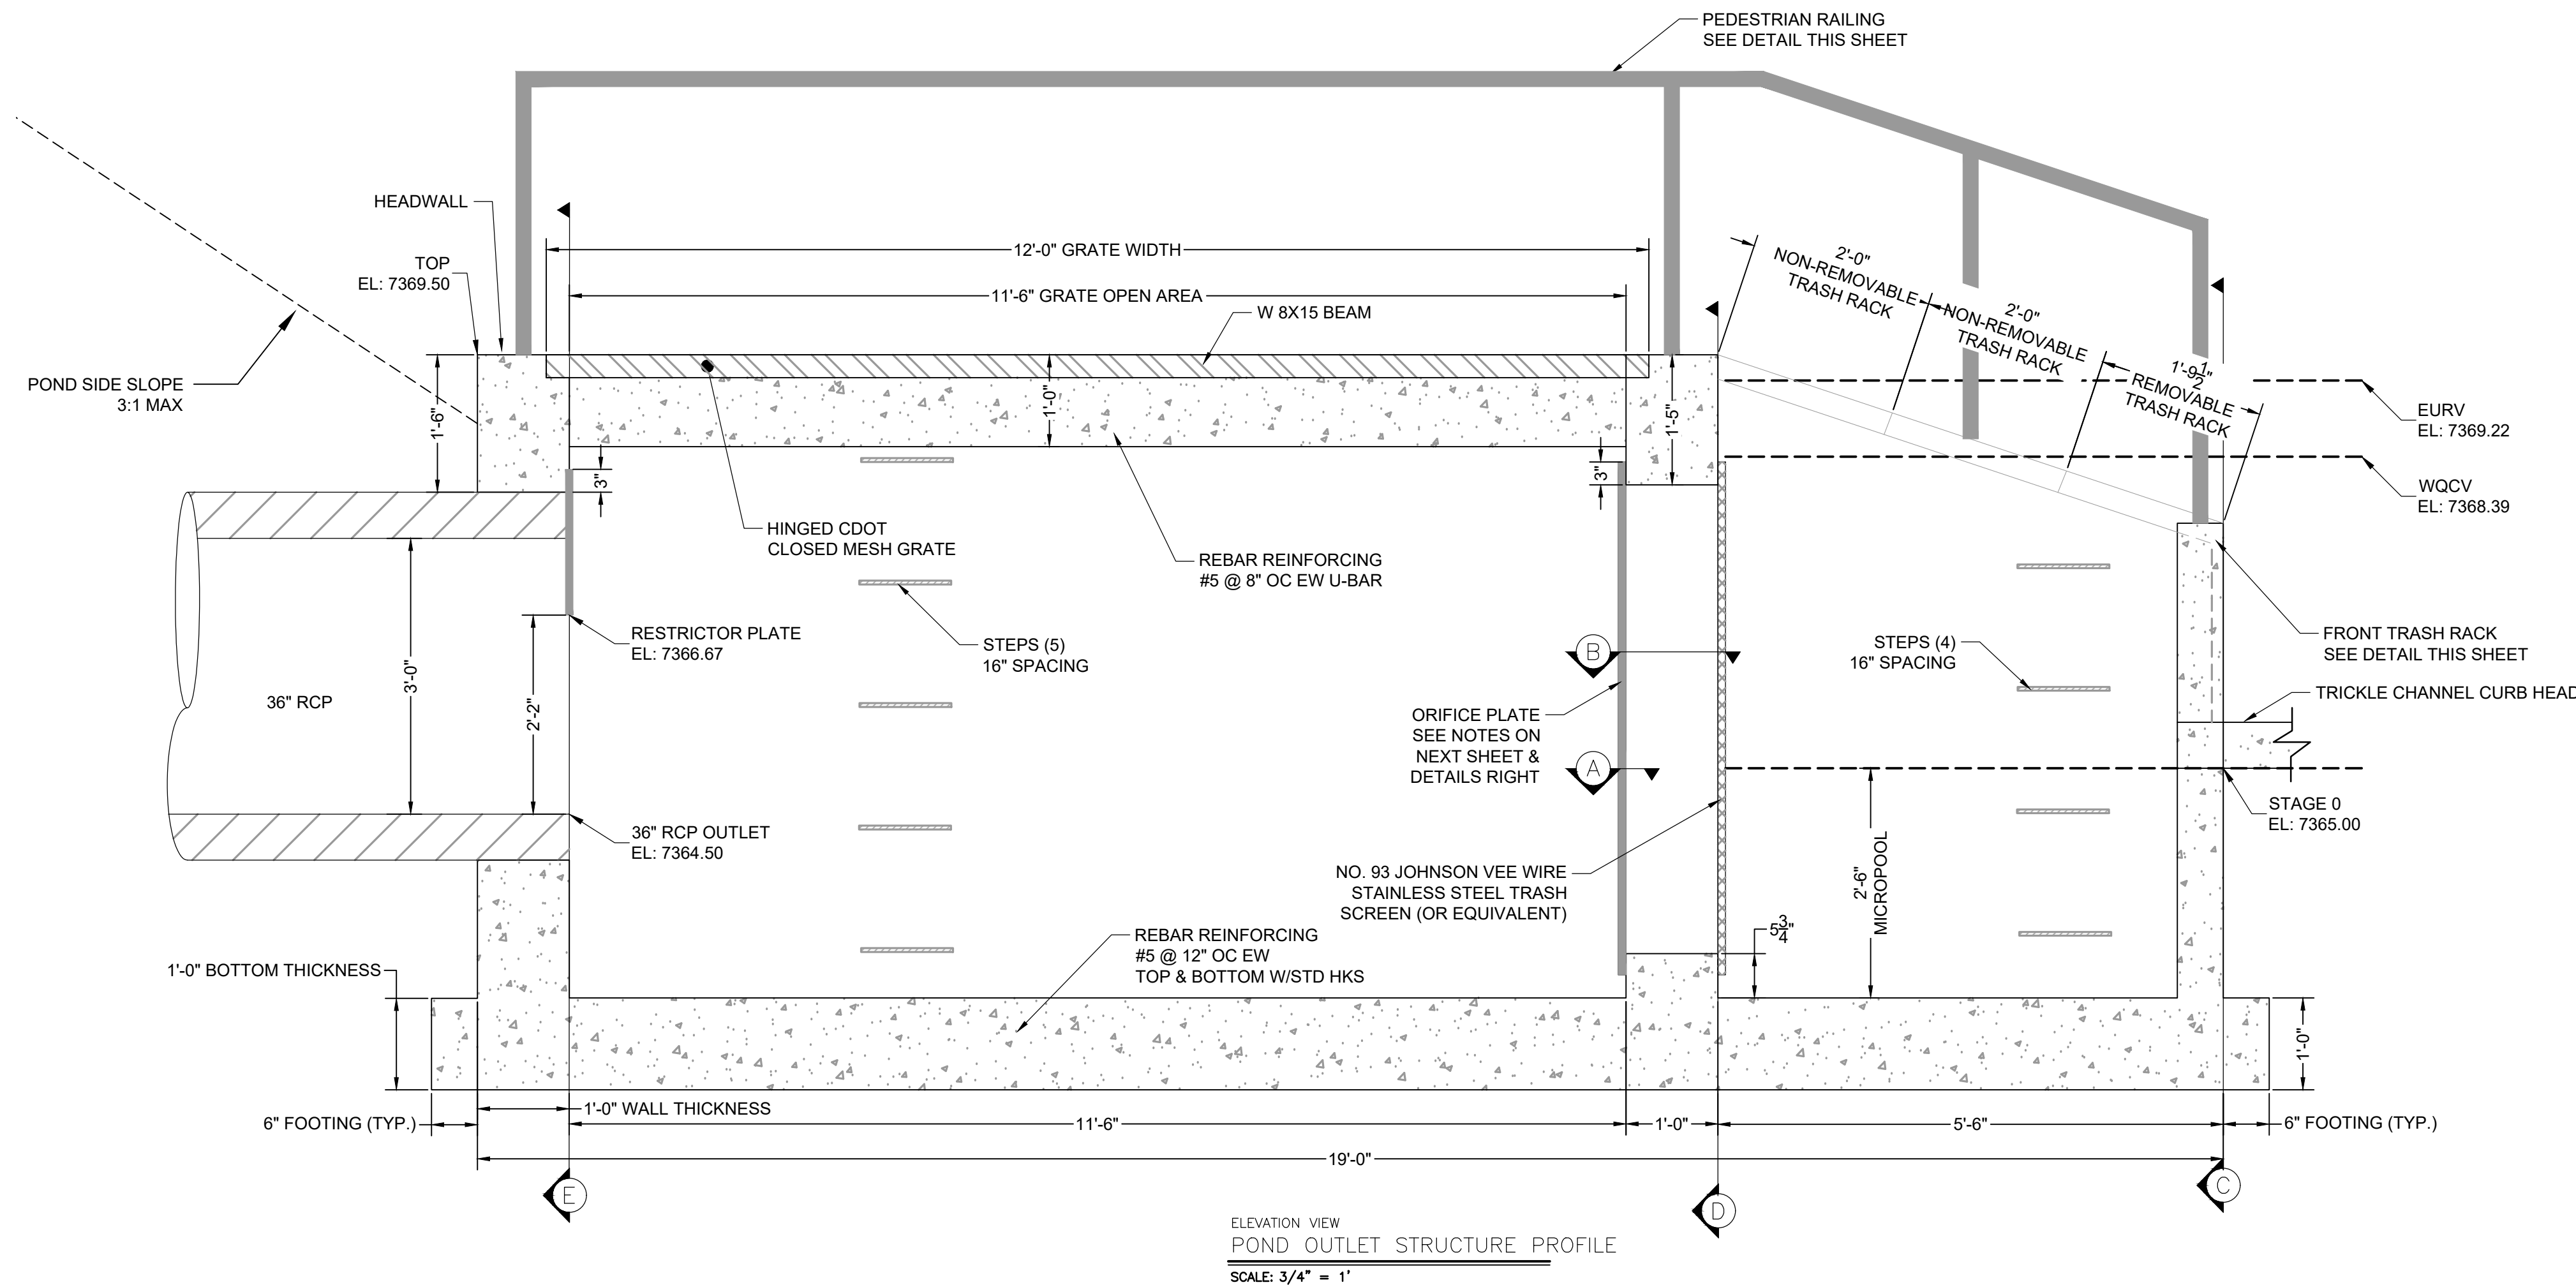 PEDESTRIAN RAILING
SEE DETAIL THIS SHEET
HEADWALL
TOP
EL: 7369.50
12'-0" GRATE WIDTH
11'-6" GRATE OPEN AREA
W 8X15 BEAM
2'-0"
NON-REMOVABLE
TRASH RACK
2'-0"
NON-REMOVABLE
TRASH RACK
1'-9 1/2"
REMOVABLE
TRASH RACK
POND SIDE SLOPE
3:1 MAX
1'-6"
1'-0"
1'-5"
3"
3"
EURV
EL: 7369.22
WQCV
EL: 7368.39
HINGED CDOT
CLOSED MESH GRATE
REBAR REINFORCING
#5 @ 8" OC EW U-BAR
RESTRICTOR PLATE
EL: 7366.67
STEPS (5)
16" SPACING
B
STEPS (4)
16" SPACING
FRONT TRASH RACK
SEE DETAIL THIS SHEET
TRICKLE CHANNEL CURB HEAD
36" RCP
3'-0"
2'-2"
ORIFICE PLATE
SEE NOTES ON
NEXT SHEET &
DETAILS RIGHT
A
STAGE 0
EL: 7365.00
36" RCP OUTLET
EL: 7364.50
NO. 93 JOHNSON VEE WIRE
STAINLESS STEEL TRASH
SCREEN (OR EQUIVALENT)
2'-6"
MICROPOOL
5 3/4"
REBAR REINFORCING
#5 @ 12" OC EW
TOP & BOTTOM W/STD HKS
1'-0" BOTTOM THICKNESS
1'-0"
1'-0" WALL THICKNESS
6" FOOTING (TYP.)
11'-6"
1'-0"
5'-6"
6" FOOTING (TYP.)
19'-0"
E
D
C
ELEVATION VIEW
POND OUTLET STRUCTURE PROFILE
SCALE: 3/4" = 1'